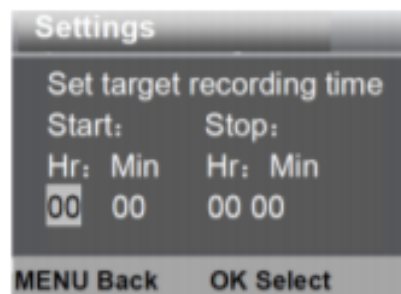 Settings
Set target recording time
Start: Stop:
Hr: Min Hr: Min
00 00 00 00
MENU Back OK Select